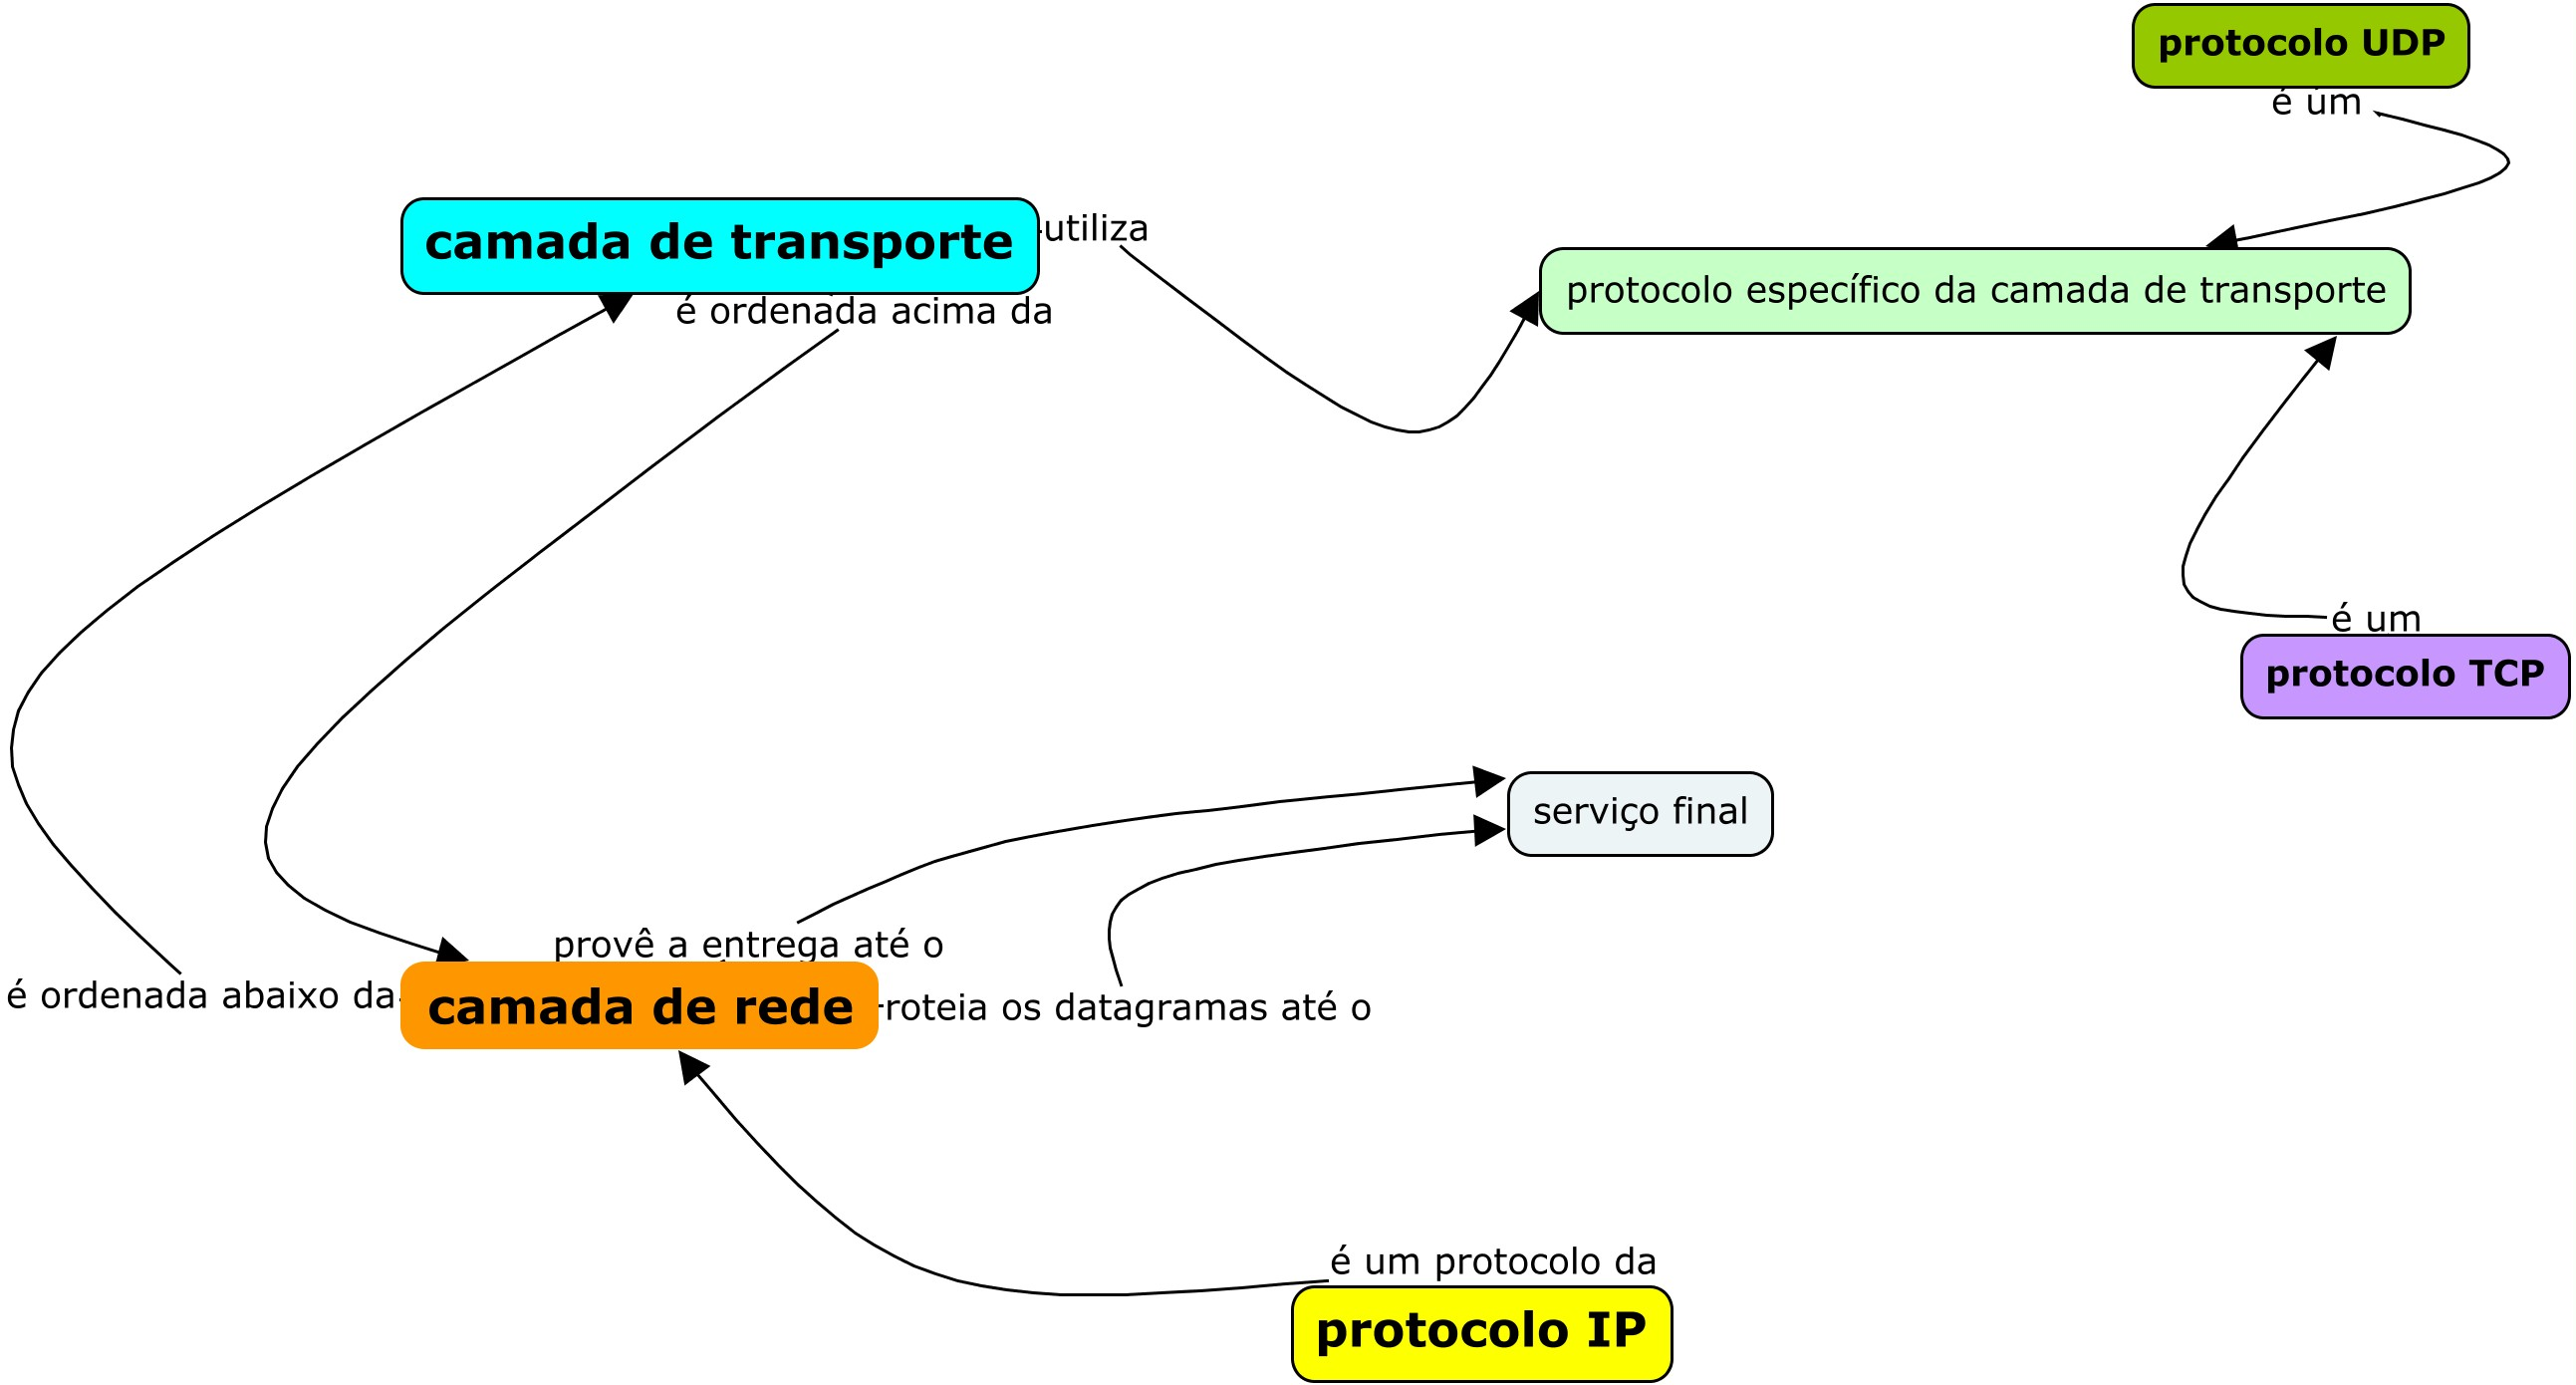 protocolo UDP
é um
camada de transporte
utiliza
é ordenada acima da
protocolo específico da camada de transporte
é um
protocolo TCP
serviço final
provê a entrega até o
é ordenada abaixo da
camada de rede
roteia os datagramas até o
é um protocolo da
protocolo IP